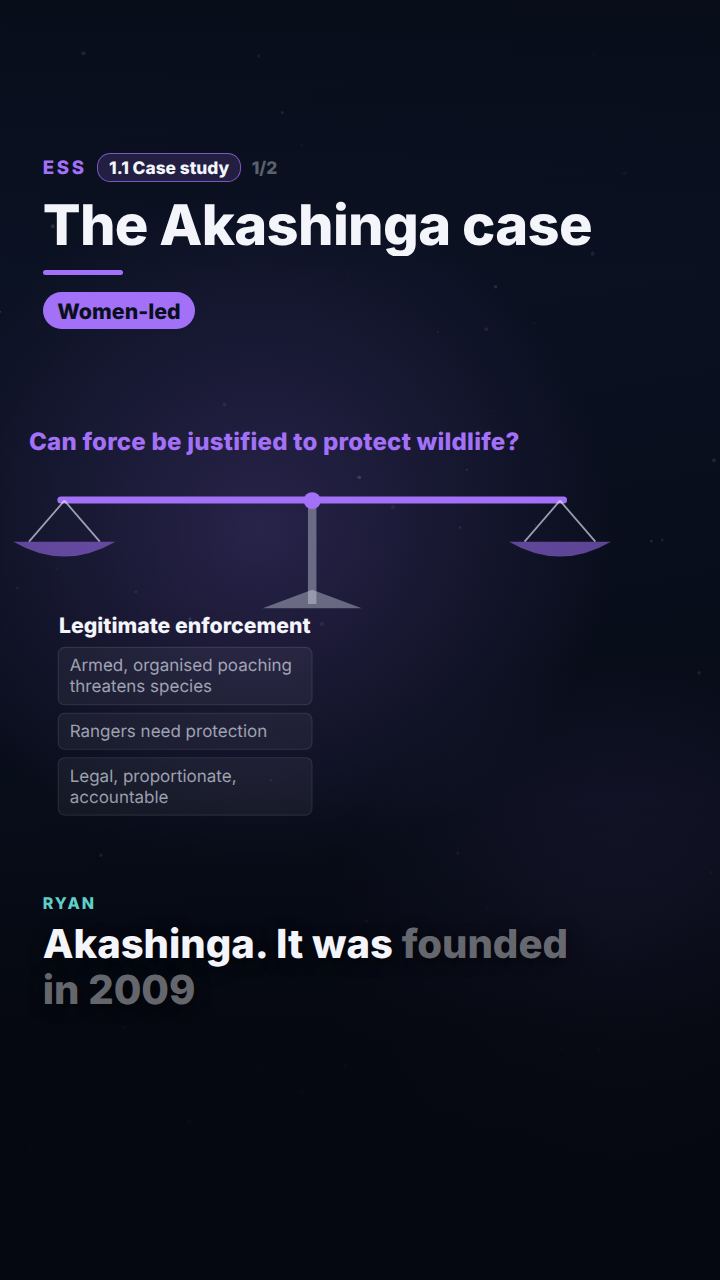 ESS 1.1 Case study 1/2
The Akashinga case
Women-led
Can force be justified to protect wildlife?
Legitimate enforcement
Armed, organised poaching
threatens species
Rangers need protection
Legal, proportionate,
accountable
RYAN
Akashinga. It was founded
in 2009